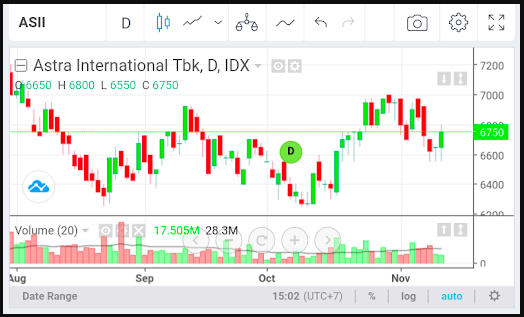 ASII D
Astra International Tbk, D, IDX
O 6650 H 6800 L 6550 C 6750
7200
7000
6750
6600
6400
6200
D
Volume (20) 17.505M 28.3M
0
Aug Sep Oct Nov
Date Range 15:02 (UTC+7) % log auto